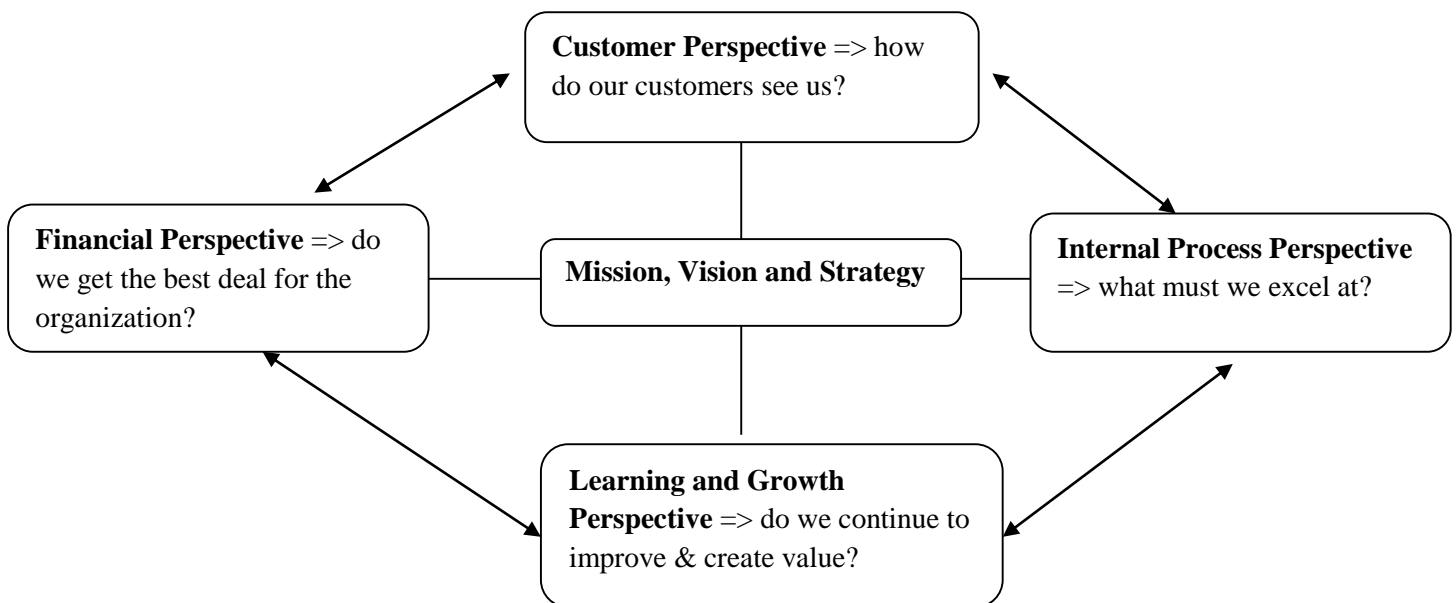 Customer Perspective => how
do our customers see us?
Financial Perspective => do
we get the best deal for the
organization?
Mission, Vision and Strategy
Internal Process Perspective
=> what must we excel at?
Learning and Growth
Perspective => do we continue to
improve & create value?